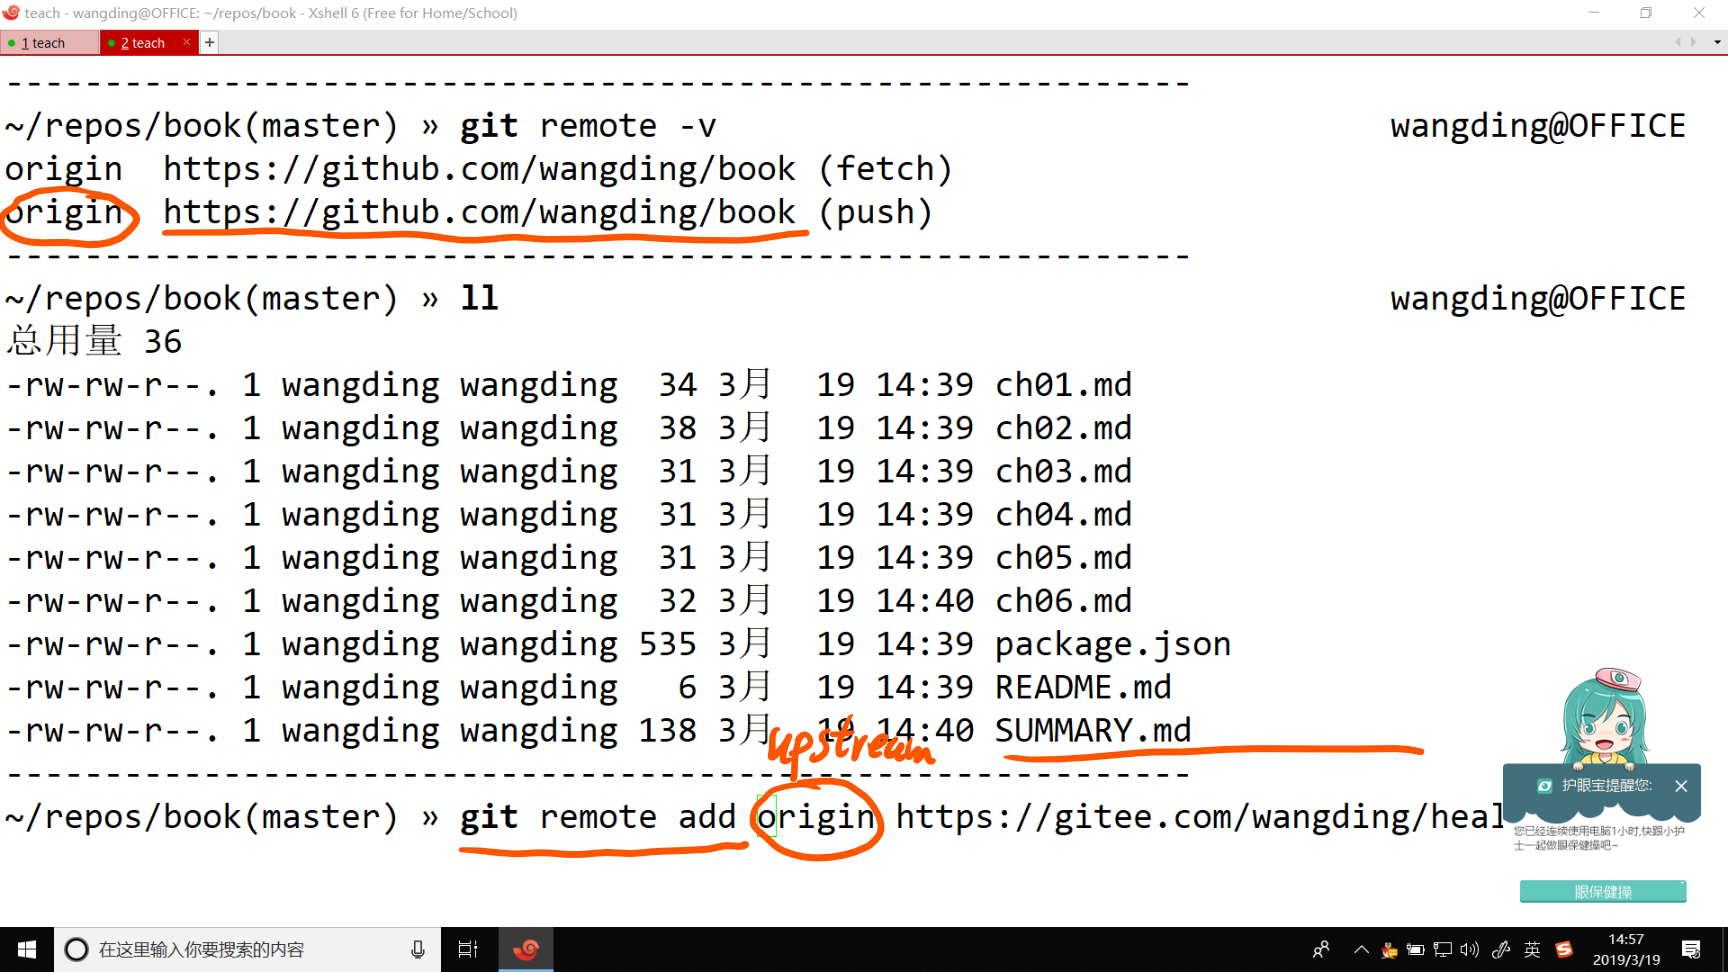 teach - wangding@OFFICE: ~/repos/book - Xshell 6 (Free for Home/School)
1 teach
2 teach
------------------------------------------------------------
~/repos/book(master) » git remote -v wangding@OFFICE
origin https://github.com/wangding/book (fetch)
origin https://github.com/wangding/book (push)
------------------------------------------------------------
~/repos/book(master) » ll wangding@OFFICE
总用量 36
-rw-rw-r--. 1 wangding wangding 34 3月 19 14:39 ch01.md
-rw-rw-r--. 1 wangding wangding 38 3月 19 14:39 ch02.md
-rw-rw-r--. 1 wangding wangding 31 3月 19 14:39 ch03.md
-rw-rw-r--. 1 wangding wangding 31 3月 19 14:39 ch04.md
-rw-rw-r--. 1 wangding wangding 31 3月 19 14:39 ch05.md
-rw-rw-r--. 1 wangding wangding 32 3月 19 14:40 ch06.md
-rw-rw-r--. 1 wangding wangding 535 3月 19 14:39 package.json
-rw-rw-r--. 1 wangding wangding 6 3月 19 14:39 README.md
-rw-rw-r--. 1 wangding wangding 138 3月 19 14:40 SUMMARY.md
upstream
------------------------------------------------------------
~/repos/book(master) » git remote add origin https://gitee.com/wangding/heal
护眼宝提醒您:
您已经连续使用电脑1小时,快跟小护
士一起做眼保健操吧~
眼保健操
在这里输入你要搜索的内容
英
14:57
2019/3/19